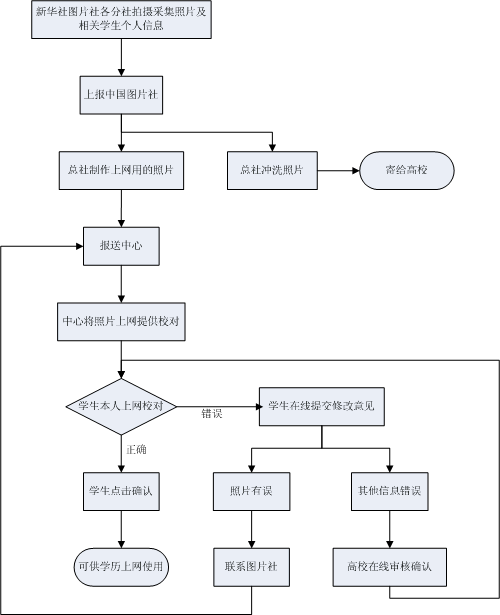 新华社图片社各分社拍摄采集照片及
相关学生个人信息
上报中国图片社
总社制作上网用的照片
总社冲洗照片
寄给高校
报送中心
中心将照片上网提供校对
学生本人上网校对
错误
学生在线提交修改意见
正确
学生点击确认
照片有误
其他信息错误
可供学历上网使用
联系图片社
高校在线审核确认